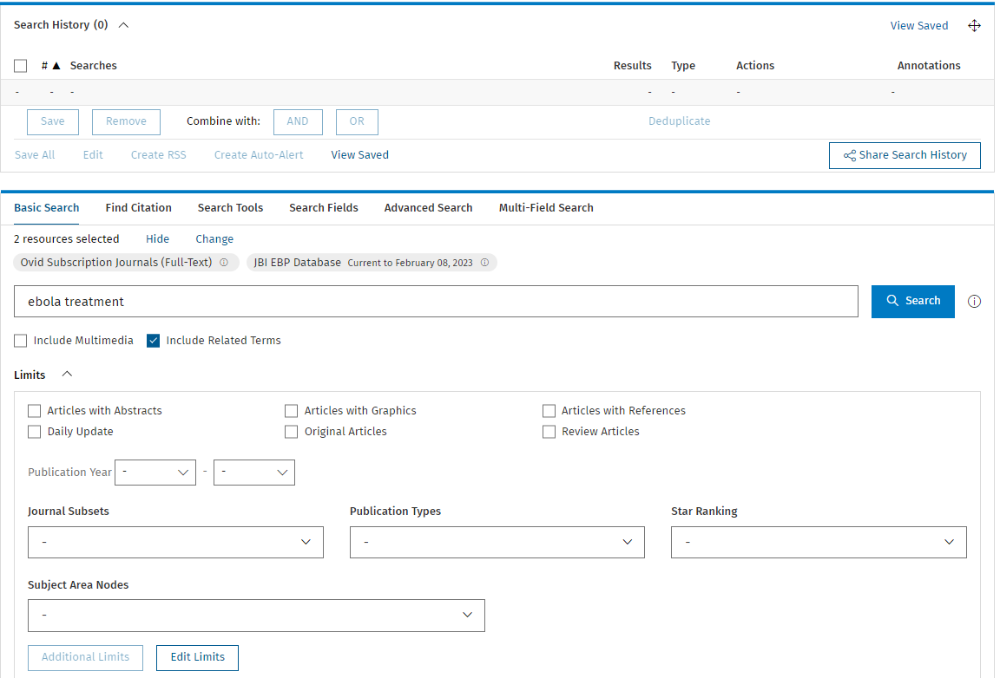 Search History (0)
View Saved
# ▲ Searches Results Type Actions Annotations
- - - - - - -
Save Remove Combine with: AND OR Deduplicate
Save All Edit Create RSS Create Auto-Alert View Saved Share Search History
Basic Search Find Citation Search Tools Search Fields Advanced Search Multi-Field Search
2 resources selected Hide Change
Ovid Subscription Journals (Full-Text) JBI EBP Database Current to February 08, 2023
ebola treatment Search
Include Multimedia Include Related Terms
Limits
Articles with Abstracts Articles with Graphics Articles with References
Daily Update Original Articles Review Articles
Publication Year - - -
Journal Subsets Publication Types Star Ranking
- - -
Subject Area Nodes
-
Additional Limits Edit Limits